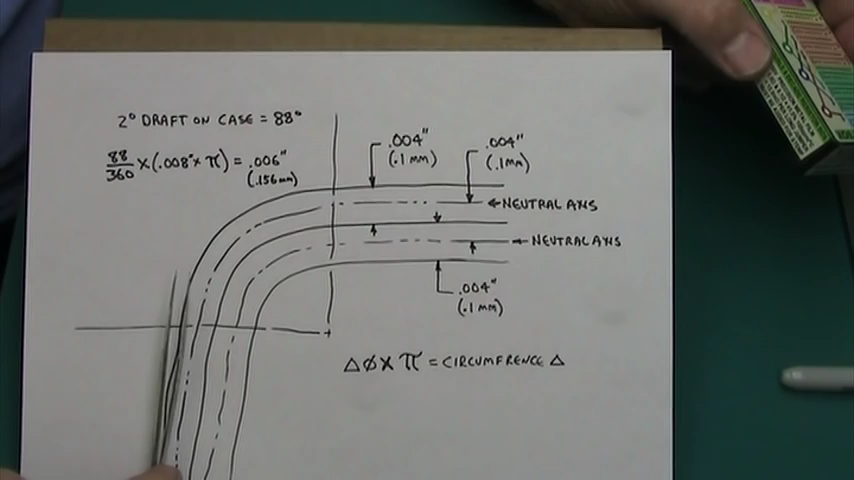 2° DRAFT ON CASE = 88°
88/360 × (.008" × π) = .006"
(.156mm)
.004"
(.1mm)
.004"
(.1mm)
NEUTRAL AXIS
NEUTRAL AXIS
.004"
(.1mm)
△ø × π = CIRCUMFRENCE △